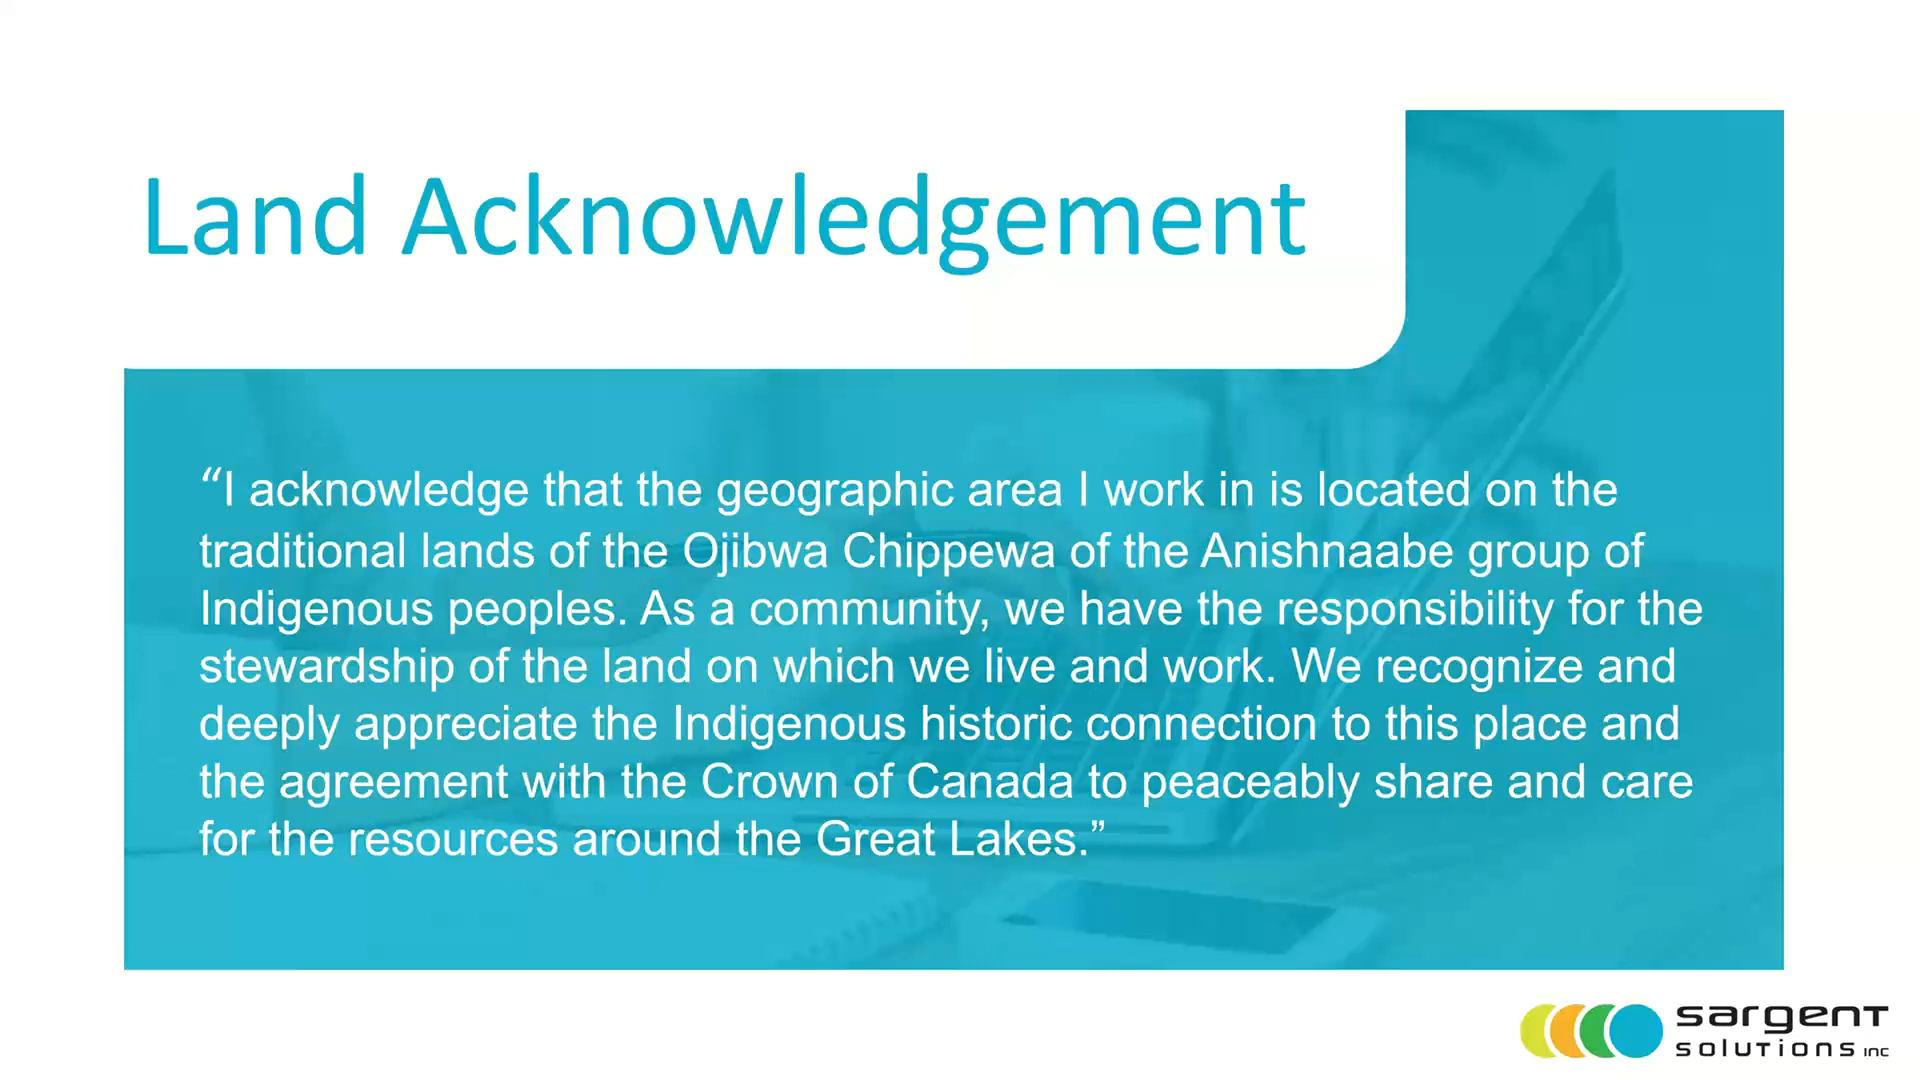 Land Acknowledgement
“I acknowledge that the geographic area I work in is located on the
traditional lands of the Ojibwa Chippewa of the Anishnaabe group of
Indigenous peoples. As a community, we have the responsibility for the
stewardship of the land on which we live and work. We recognize and
deeply appreciate the Indigenous historic connection to this place and
the agreement with the Crown of Canada to peaceably share and care
for the resources around the Great Lakes.”
sargent
solutions inc